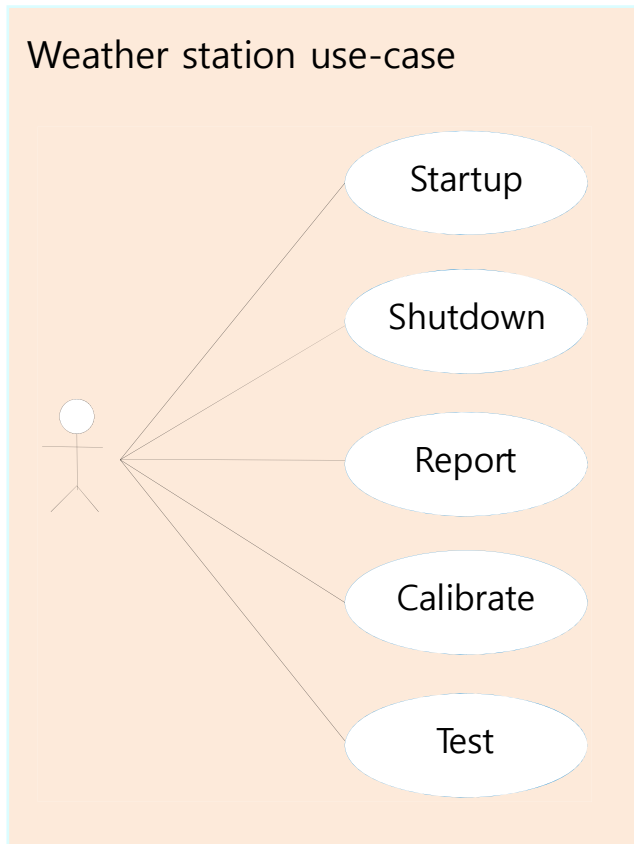 Weather station use-case
Startup
Shutdown
Report
Calibrate
Test